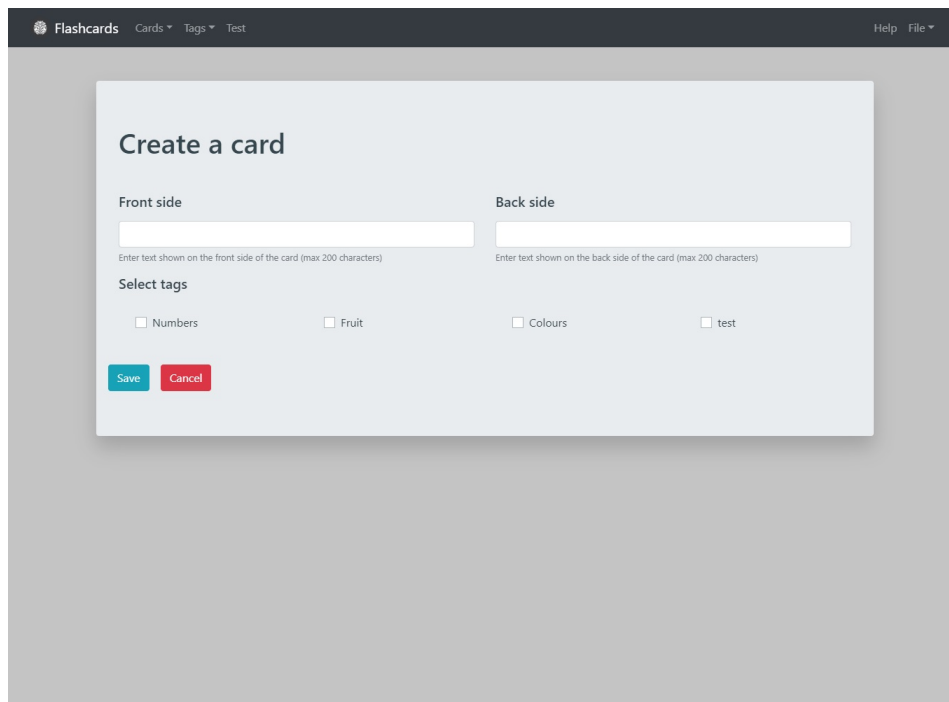 Flashcards Cards Tags Test Help File
Create a card
Front side Back side
Enter text shown on the front side of the card (max 200 characters) Enter text shown on the back side of the card (max 200 characters)
Select tags
Numbers Fruit Colours test
Save Cancel